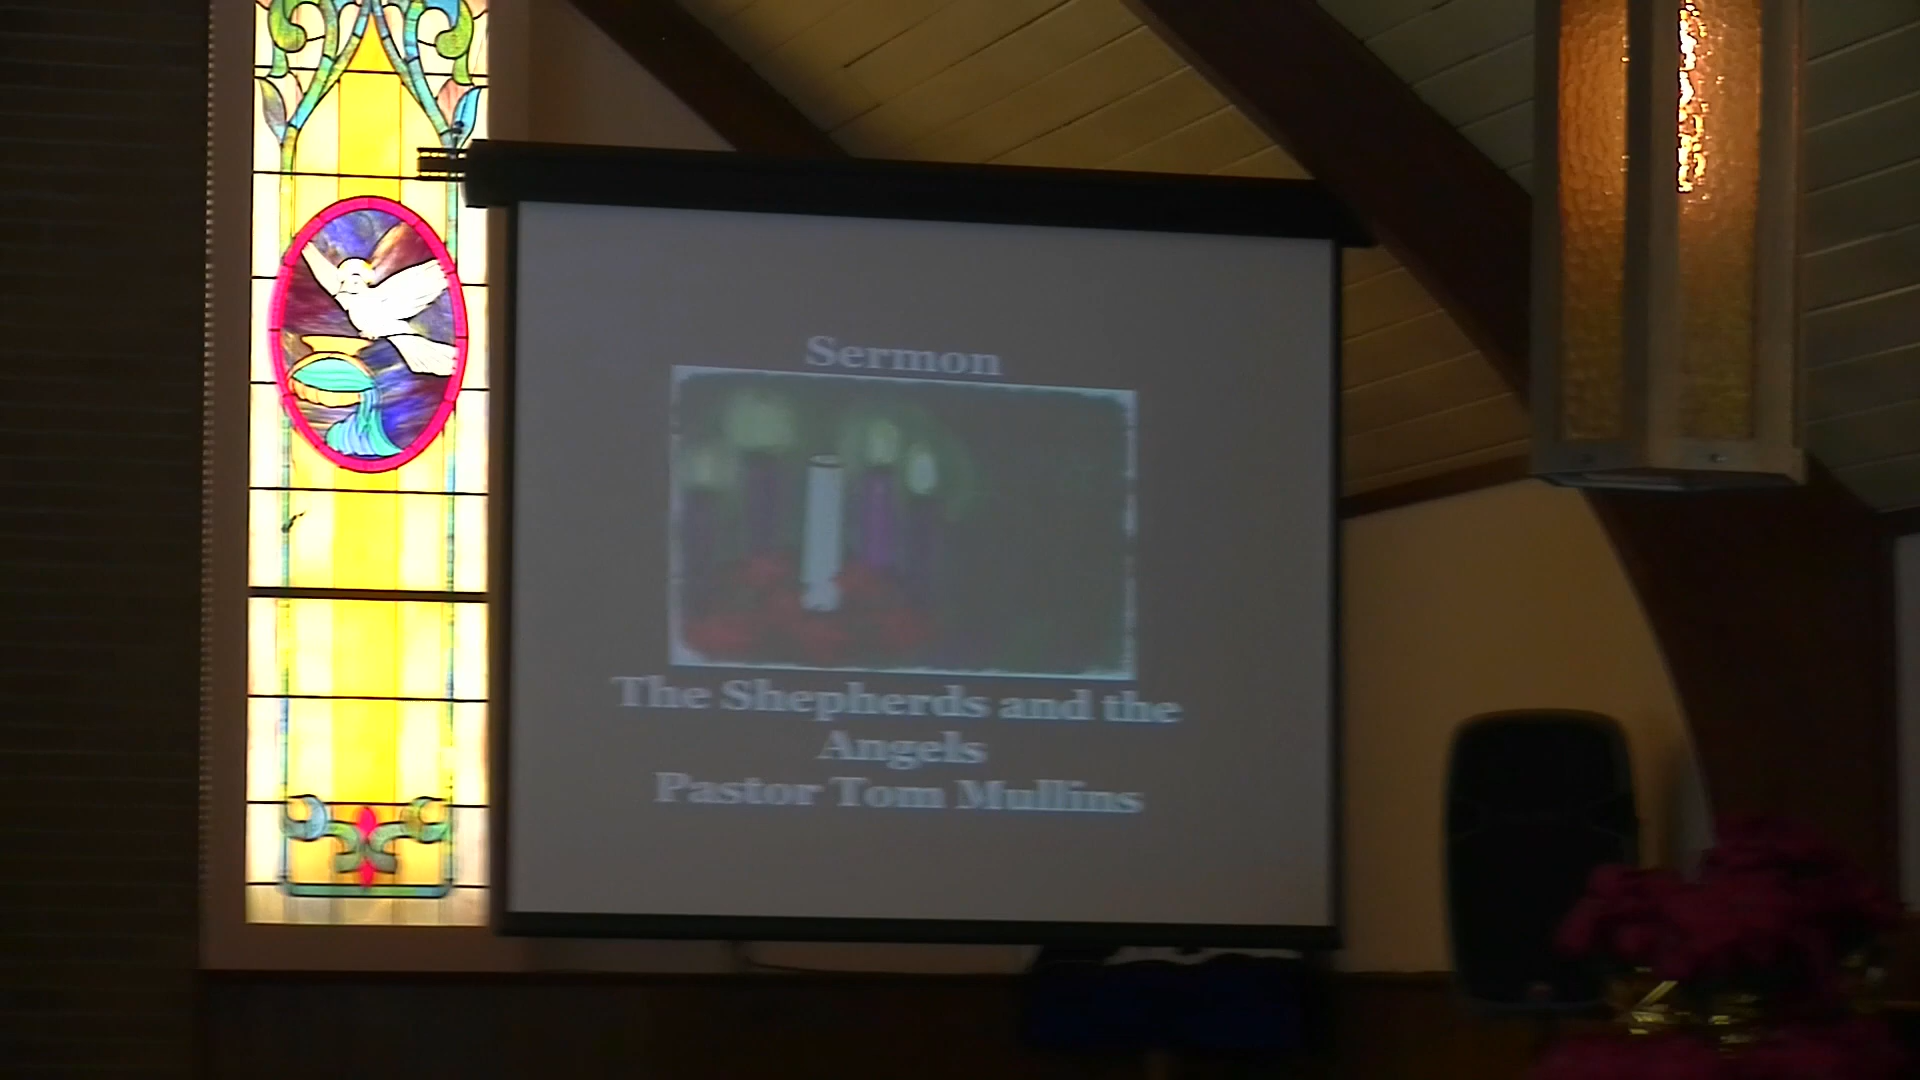 Sermon
The Shepherds and the
Angels
Pastor Tom Mullins